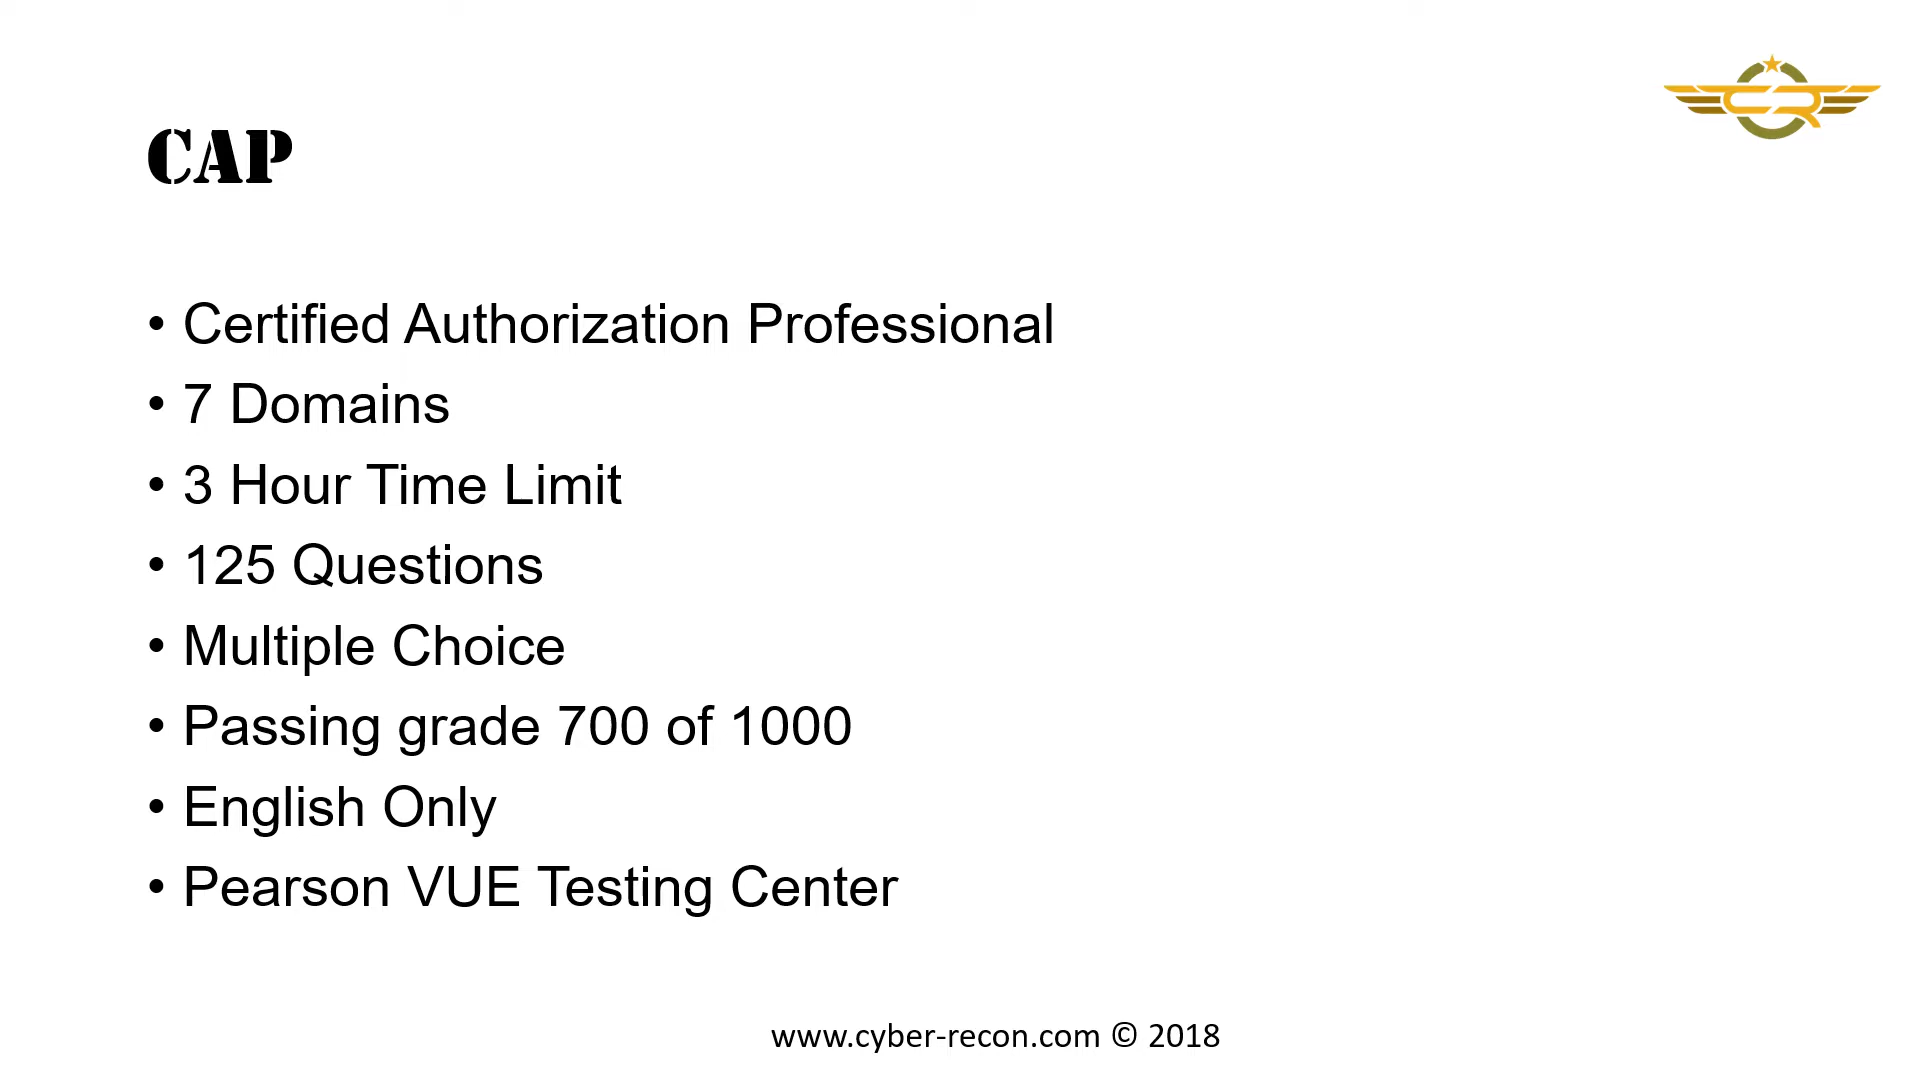 CAP
• Certified Authorization Professional
• 7 Domains
• 3 Hour Time Limit
• 125 Questions
• Multiple Choice
• Passing grade 700 of 1000
• English Only
• Pearson VUE Testing Center
www.cyber-recon.com © 2018